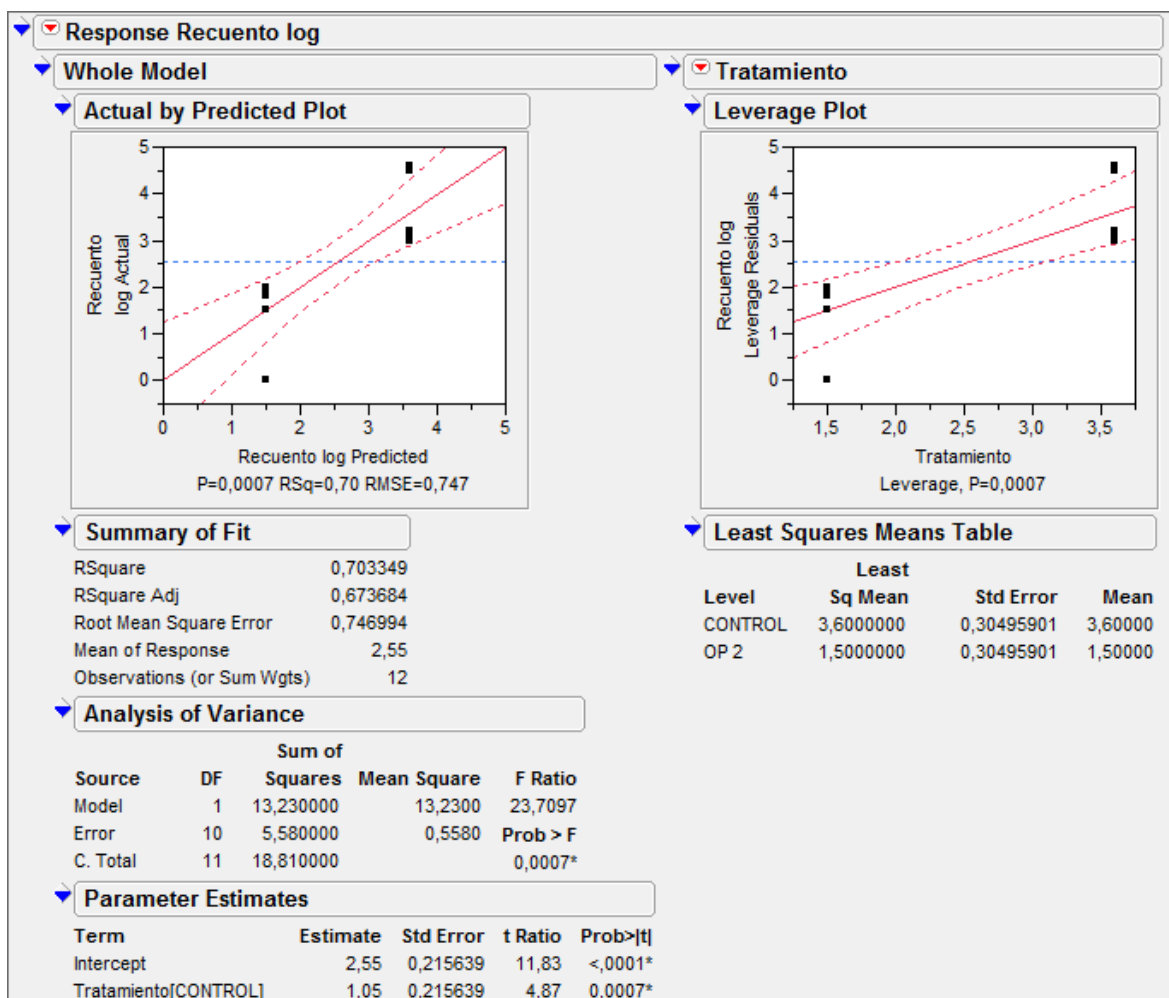 Response Recuento log
Whole Model
Actual by Predicted Plot
5
4
3
2
1
0
Recuento
log Actual
0 1 2 3 4 5
Recuento log Predicted
P=0,0007 RSq=0,70 RMSE=0,747
Summary of Fit
RSquare 0,703349
RSquare Adj 0,673684
Root Mean Square Error 0,746994
Mean of Response 2,55
Observations (or Sum Wgts) 12
Analysis of Variance
Sum of
Source DF Squares Mean Square F Ratio
Model 1 13,230000 13,2300 23,7097
Error 10 5,580000 0,5580 Prob > F
C. Total 11 18,810000 0,0007*
Parameter Estimates
Term Estimate Std Error t Ratio Prob>|t|
Intercept 2,55 0,215639 11,83 <,0001*
Tratamiento[CONTROL] 1,05 0,215639 4,87 0,0007*
Tratamiento
Leverage Plot
5
4
3
2
1
0
Recuento log
Leverage Residuals
1,5 2,0 2,5 3,0 3,5
Tratamiento
Leverage, P=0,0007
Least Squares Means Table
Least
Level Sq Mean Std Error Mean
CONTROL 3,6000000 0,30495901 3,60000
OP 2 1,5000000 0,30495901 1,50000